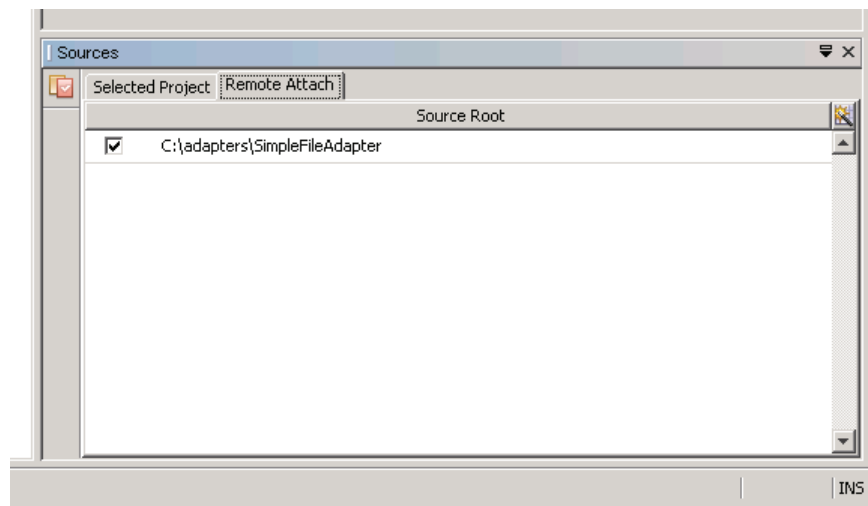 Sources
Selected Project Remote Attach
Source Root
C:\adapters\SimpleFileAdapter
INS